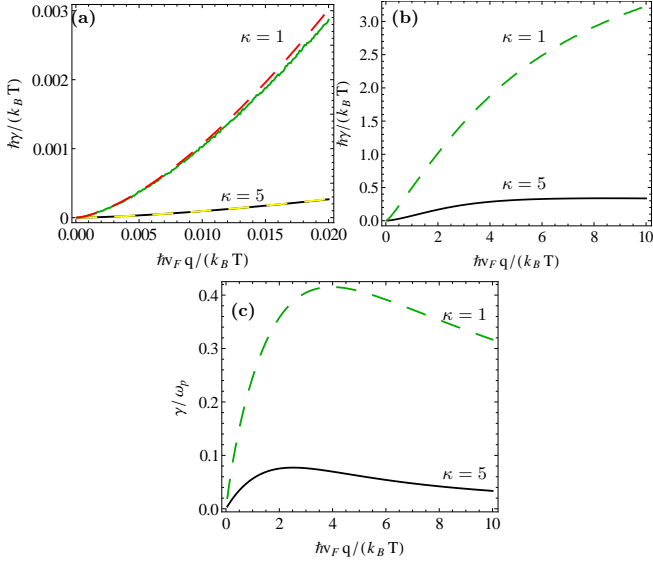 (a)
κ = 1
κ = 5
0.003
0.002
0.001
0
ℏγ/(k_B T)
0.000 0.005 0.010 0.015 0.020
ℏv_F q/(k_B T)
(b)
κ = 1
κ = 5
3.0
2.5
2.0
1.5
1.0
0.5
0.0
ℏγ/(k_B T)
0 2 4 6 8 10
ℏv_F q/(k_B T)
(c)
κ = 1
κ = 5
0.4
0.3
0.2
0.1
0.0
γ/ω_p
0 2 4 6 8 10
ℏv_F q/(k_B T)